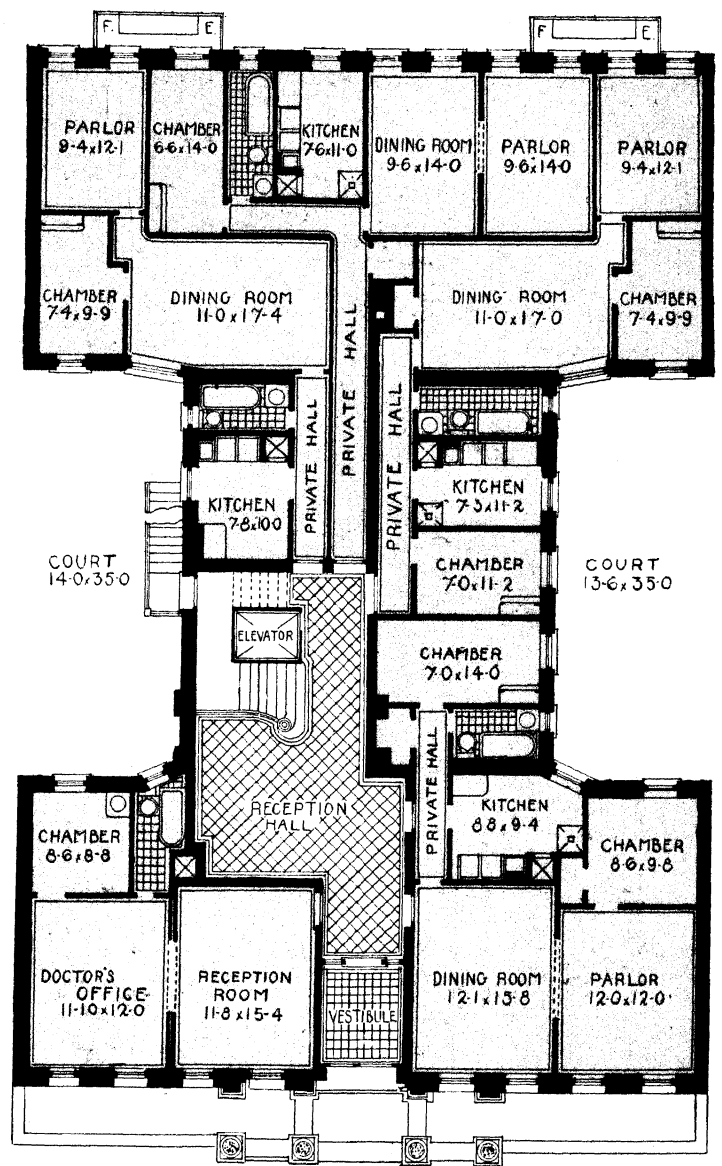 F. E.
F. E.
PARLOR
9-4x12-1
CHAMBER
6-6x14-0
KITCHEN
7-6x11-0
DINING ROOM
9-6x14-0
PARLOR
9-6x14-0
PARLOR
9-4x12-1
CHAMBER
7-4x9-9
DINING ROOM
11-0x17-4
PRIVATE HALL
DINING ROOM
11-0x17-0
CHAMBER
7-4x9-9
PRIVATE HALL
PRIVATE HALL
KITCHEN
7-8x10-0
KITCHEN
7-3x11-2
COURT
14-0x35-0
CHAMBER
7-0x11-2
COURT
13-6x35-0
ELEVATOR
CHAMBER
7-0x14-0
PRIVATE HALL
RECEPTION
HALL
KITCHEN
8-8x9-4
CHAMBER
8-6x8-8
CHAMBER
8-6x9-8
DOCTOR'S
OFFICE
11-10x12-0
RECEPTION
ROOM
11-8x15-4
VESTIBULE
DINING ROOM
12-1x15-8
PARLOR
12-0x12-0